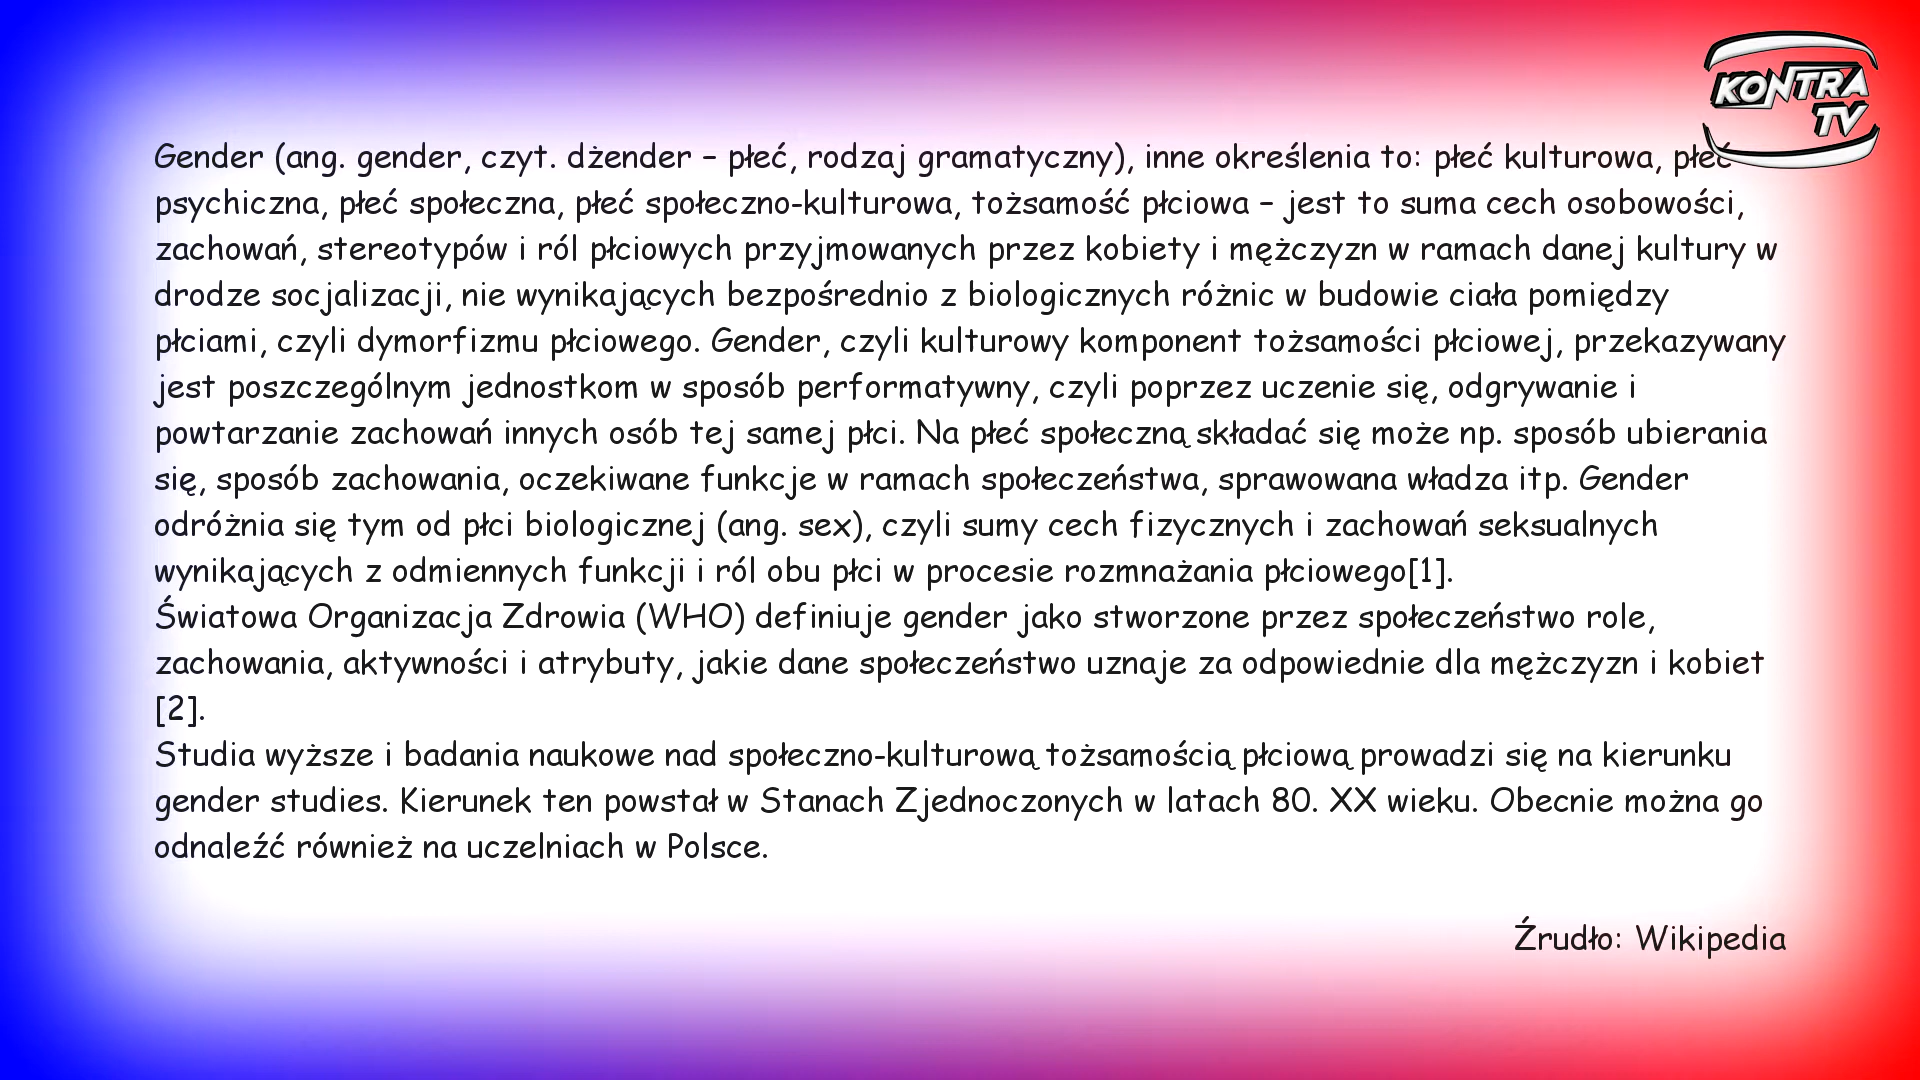 KONTRA
TV
Gender (ang. gender, czyt. dżender – płeć, rodzaj gramatyczny), inne określenia to: płeć kulturowa, płeć
psychiczna, płeć społeczna, płeć społeczno-kulturowa, tożsamość płciowa – jest to suma cech osobowości,
zachowań, stereotypów i ról płciowych przyjmowanych przez kobiety i mężczyzn w ramach danej kultury w
drodze socjalizacji, nie wynikających bezpośrednio z biologicznych różnic w budowie ciała pomiędzy
płciami, czyli dymorfizmu płciowego. Gender, czyli kulturowy komponent tożsamości płciowej, przekazywany
jest poszczególnym jednostkom w sposób performatywny, czyli poprzez uczenie się, odgrywanie i
powtarzanie zachowań innych osób tej samej płci. Na płeć społeczną składać się może np. sposób ubierania
się, sposób zachowania, oczekiwane funkcje w ramach społeczeństwa, sprawowana władza itp. Gender
odróżnia się tym od płci biologicznej (ang. sex), czyli sumy cech fizycznych i zachowań seksualnych
wynikających z odmiennych funkcji i ról obu płci w procesie rozmnażania płciowego[1].
Światowa Organizacja Zdrowia (WHO) definiuje gender jako stworzone przez społeczeństwo role,
zachowania, aktywności i atrybuty, jakie dane społeczeństwo uznaje za odpowiednie dla mężczyzn i kobiet
[2].
Studia wyższe i badania naukowe nad społeczno-kulturową tożsamością płciową prowadzi się na kierunku
gender studies. Kierunek ten powstał w Stanach Zjednoczonych w latach 80. XX wieku. Obecnie można go
odnaleźć również na uczelniach w Polsce.
Źrudło: Wikipedia